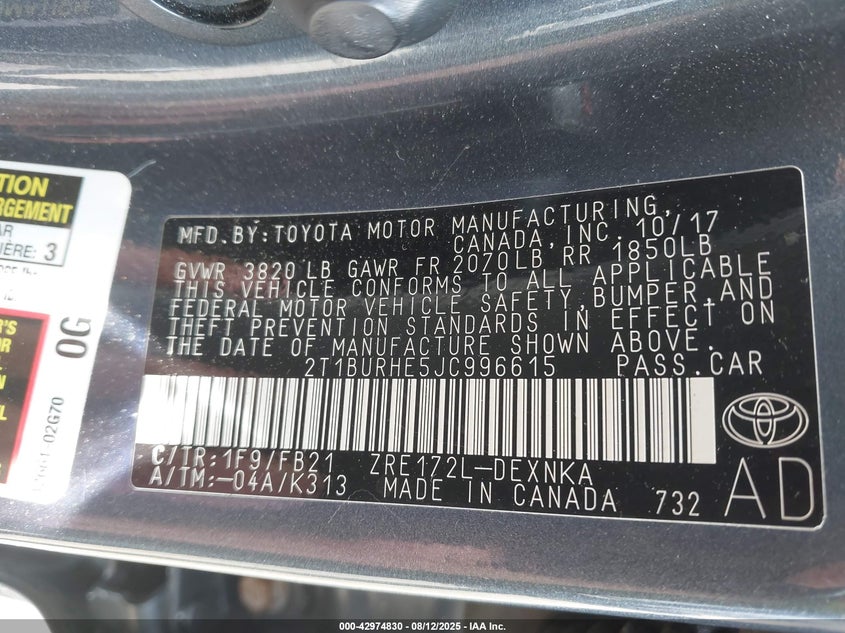 TION
RGEMENT
AR
IÈRE: 3
0G
02G70
MFD. BY: TOYOTA MOTOR MANUFACTURING,
CANADA, INC. 10/17
GVWR 3820 LB GAWR FR 2070LB RR 1850LB
THIS VEHICLE CONFORMS TO ALL APPLICABLE
FEDERAL MOTOR VEHICLE SAFETY, BUMPER, AND
THEFT PREVENTION STANDARDS IN EFFECT ON
THE DATE OF MANUFACTURE SHOWN ABOVE.
2T1BURHE5JC996615 PASS. CAR
C/TR: 1F9/FB21 ZRE172L-DEXNKA
A/TM: -04A/K313 MADE IN CANADA 732
AD
000-42974830 - 08/12/2025 - IAA Inc.